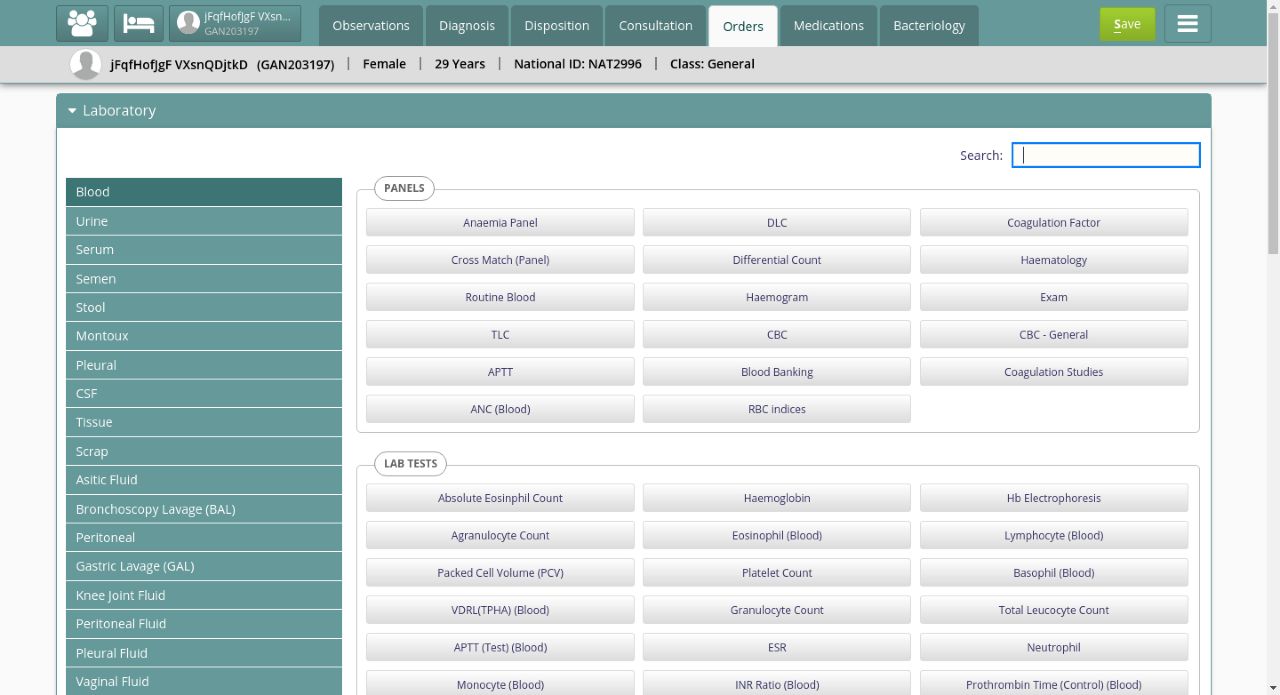 jFqfHofJgF VXsn...
GAN203197
Observations
Diagnosis
Disposition
Consultation
Orders
Medications
Bacteriology
Save
jFqfHofJgF VXsnQDjtkD (GAN203197) | Female | 29 Years | National ID: NAT2996 | Class: General
Laboratory
Search:
Blood
Urine
Serum
Semen
Stool
Montoux
Pleural
CSF
Tissue
Scrap
Asitic Fluid
Bronchoscopy Lavage (BAL)
Peritoneal
Gastric Lavage (GAL)
Knee Joint Fluid
Peritoneal Fluid
Pleural Fluid
Vaginal Fluid
PANELS
Anaemia Panel
DLC
Coagulation Factor
Cross Match (Panel)
Differential Count
Haematology
Routine Blood
Haemogram
Exam
TLC
CBC
CBC - General
APTT
Blood Banking
Coagulation Studies
ANC (Blood)
RBC indices
LAB TESTS
Absolute Eosinphil Count
Haemoglobin
Hb Electrophoresis
Agranulocyte Count
Eosinophil (Blood)
Lymphocyte (Blood)
Packed Cell Volume (PCV)
Platelet Count
Basophil (Blood)
VDRL(TPHA) (Blood)
Granulocyte Count
Total Leucocyte Count
APTT (Test) (Blood)
ESR
Neutrophil
Monocyte (Blood)
INR Ratio (Blood)
Prothrombin Time (Control) (Blood)